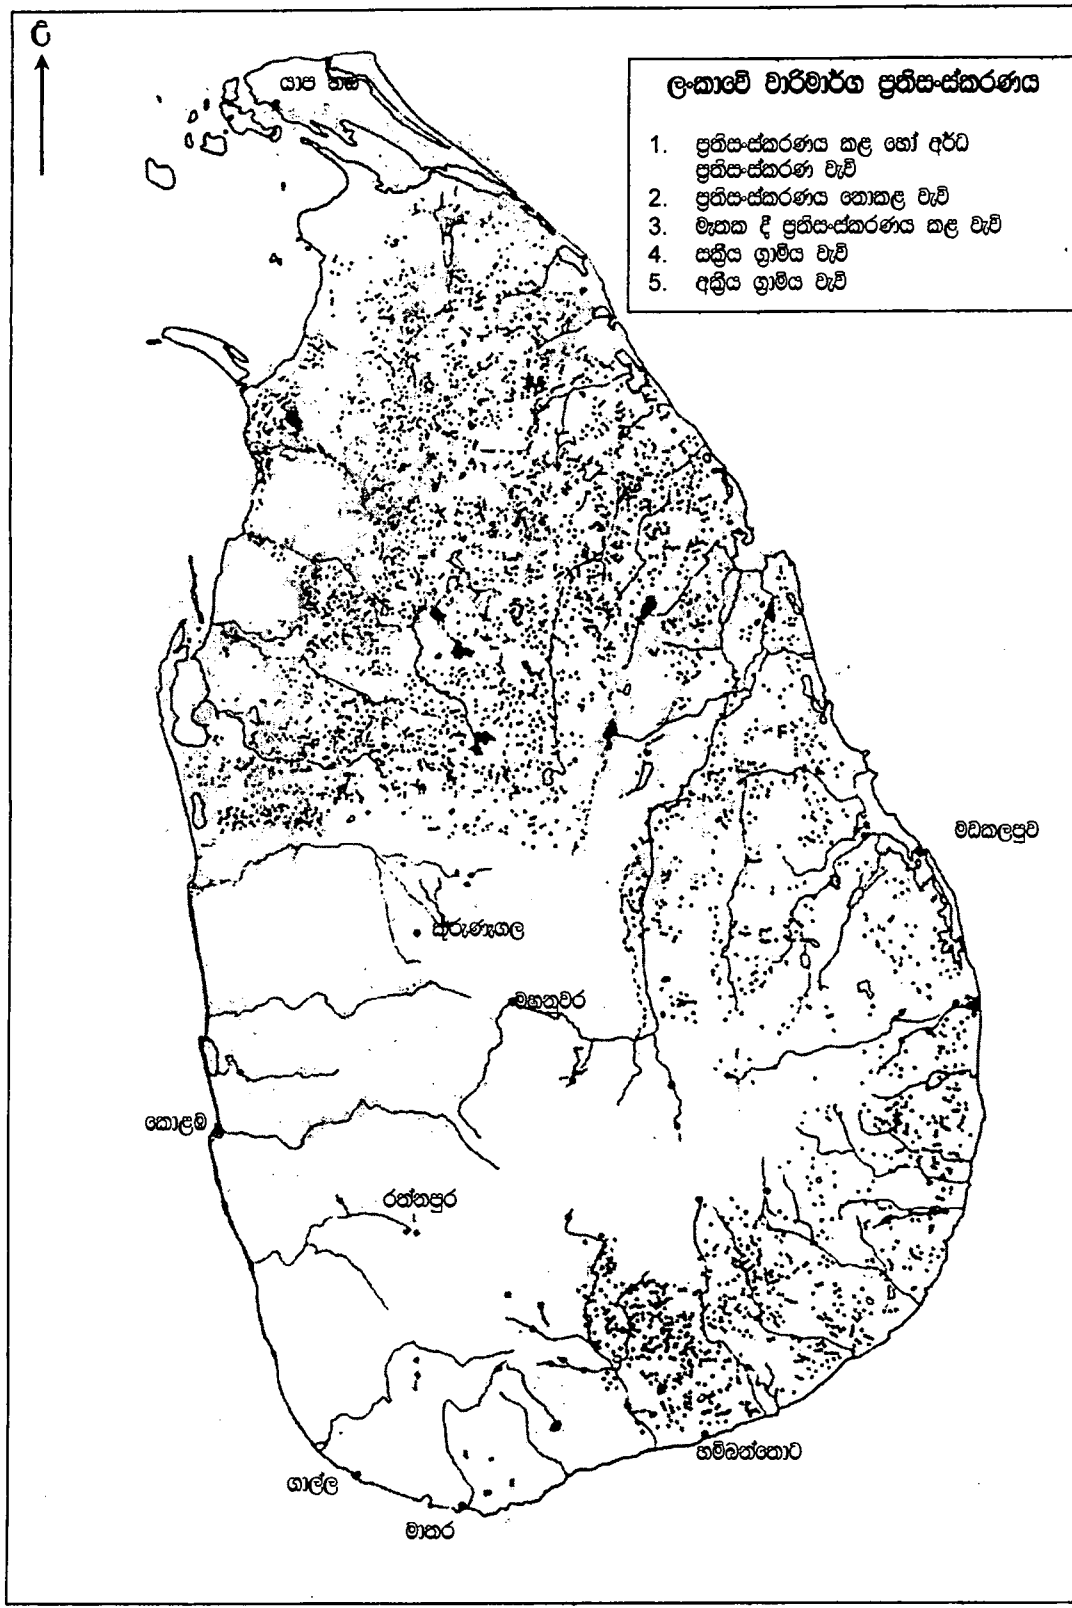 උ
ලංකාවේ වාරිමාර්ග ප්‍රතිසංස්කරණය
1. ප්‍රතිසංස්කරණය කළ හෝ අර්ධ
ප්‍රතිසංස්කරණ වැව්
2. ප්‍රතිසංස්කරණය නොකළ වැව්
3. මෑතක දී ප්‍රතිසංස්කරණය කළ වැව්
4. සක්‍රීය ග්‍රාමීය වැව්
5. අක්‍රීය ග්‍රාමීය වැව්
යාප
මඩකලපුව
කුරුණෑගල
මහනුවර
කොළඹ
රත්නපුර
හම්බන්තොට
ගාල්ල
මාතර